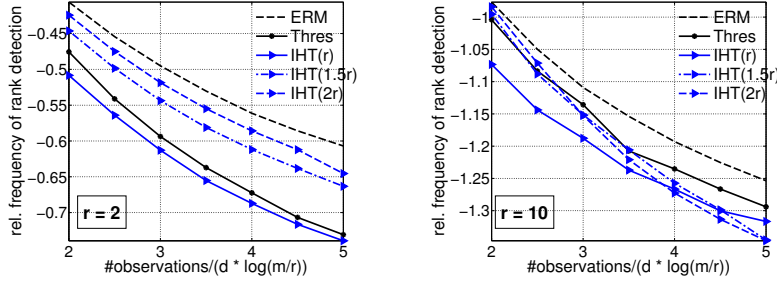 rel. frequency of rank detection
−0.45
−0.5
−0.55
−0.6
−0.65
−0.7
2
3
4
5
#observations/(d * log(m/r))
r = 2
ERM
Thres
IHT(r)
IHT(1.5r)
IHT(2r)
rel. frequency of rank detection
−1
−1.05
−1.1
−1.15
−1.2
−1.25
−1.3
2
3
4
5
#observations/(d * log(m/r))
r = 10
ERM
Thres
IHT(r)
IHT(1.5r)
IHT(2r)